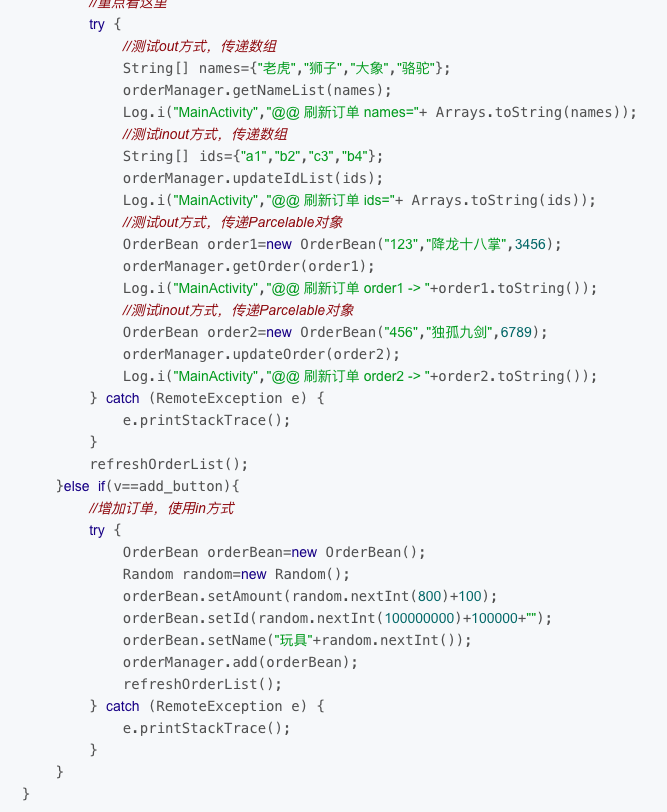 //重点看这里
try {
//测试out方式，传递数组
String[] names={"老虎","狮子","大象","骆驼"};
orderManager.getNameList(names);
Log.i("MainActivity","@@ 刷新订单 names="+ Arrays.toString(names));
//测试inout方式，传递数组
String[] ids={"a1","b2","c3","b4"};
orderManager.updateIdList(ids);
Log.i("MainActivity","@@ 刷新订单 ids="+ Arrays.toString(ids));
//测试out方式，传递Parcelable对象
OrderBean order1=new OrderBean("123","降龙十八掌",3456);
orderManager.getOrder(order1);
Log.i("MainActivity","@@ 刷新订单 order1 -> "+order1.toString());
//测试inout方式，传递Parcelable对象
OrderBean order2=new OrderBean("456","独孤九剑",6789);
orderManager.updateOrder(order2);
Log.i("MainActivity","@@ 刷新订单 order2 -> "+order2.toString());
} catch (RemoteException e) {
e.printStackTrace();
}
refreshOrderList();
}else if(v==add_button){
//增加订单，使用in方式
try {
OrderBean orderBean=new OrderBean();
Random random=new Random();
orderBean.setAmount(random.nextInt(800)+100);
orderBean.setId(random.nextInt(100000000)+100000+"");
orderBean.setName("玩具"+random.nextInt());
orderManager.add(orderBean);
refreshOrderList();
} catch (RemoteException e) {
e.printStackTrace();
}
}
}